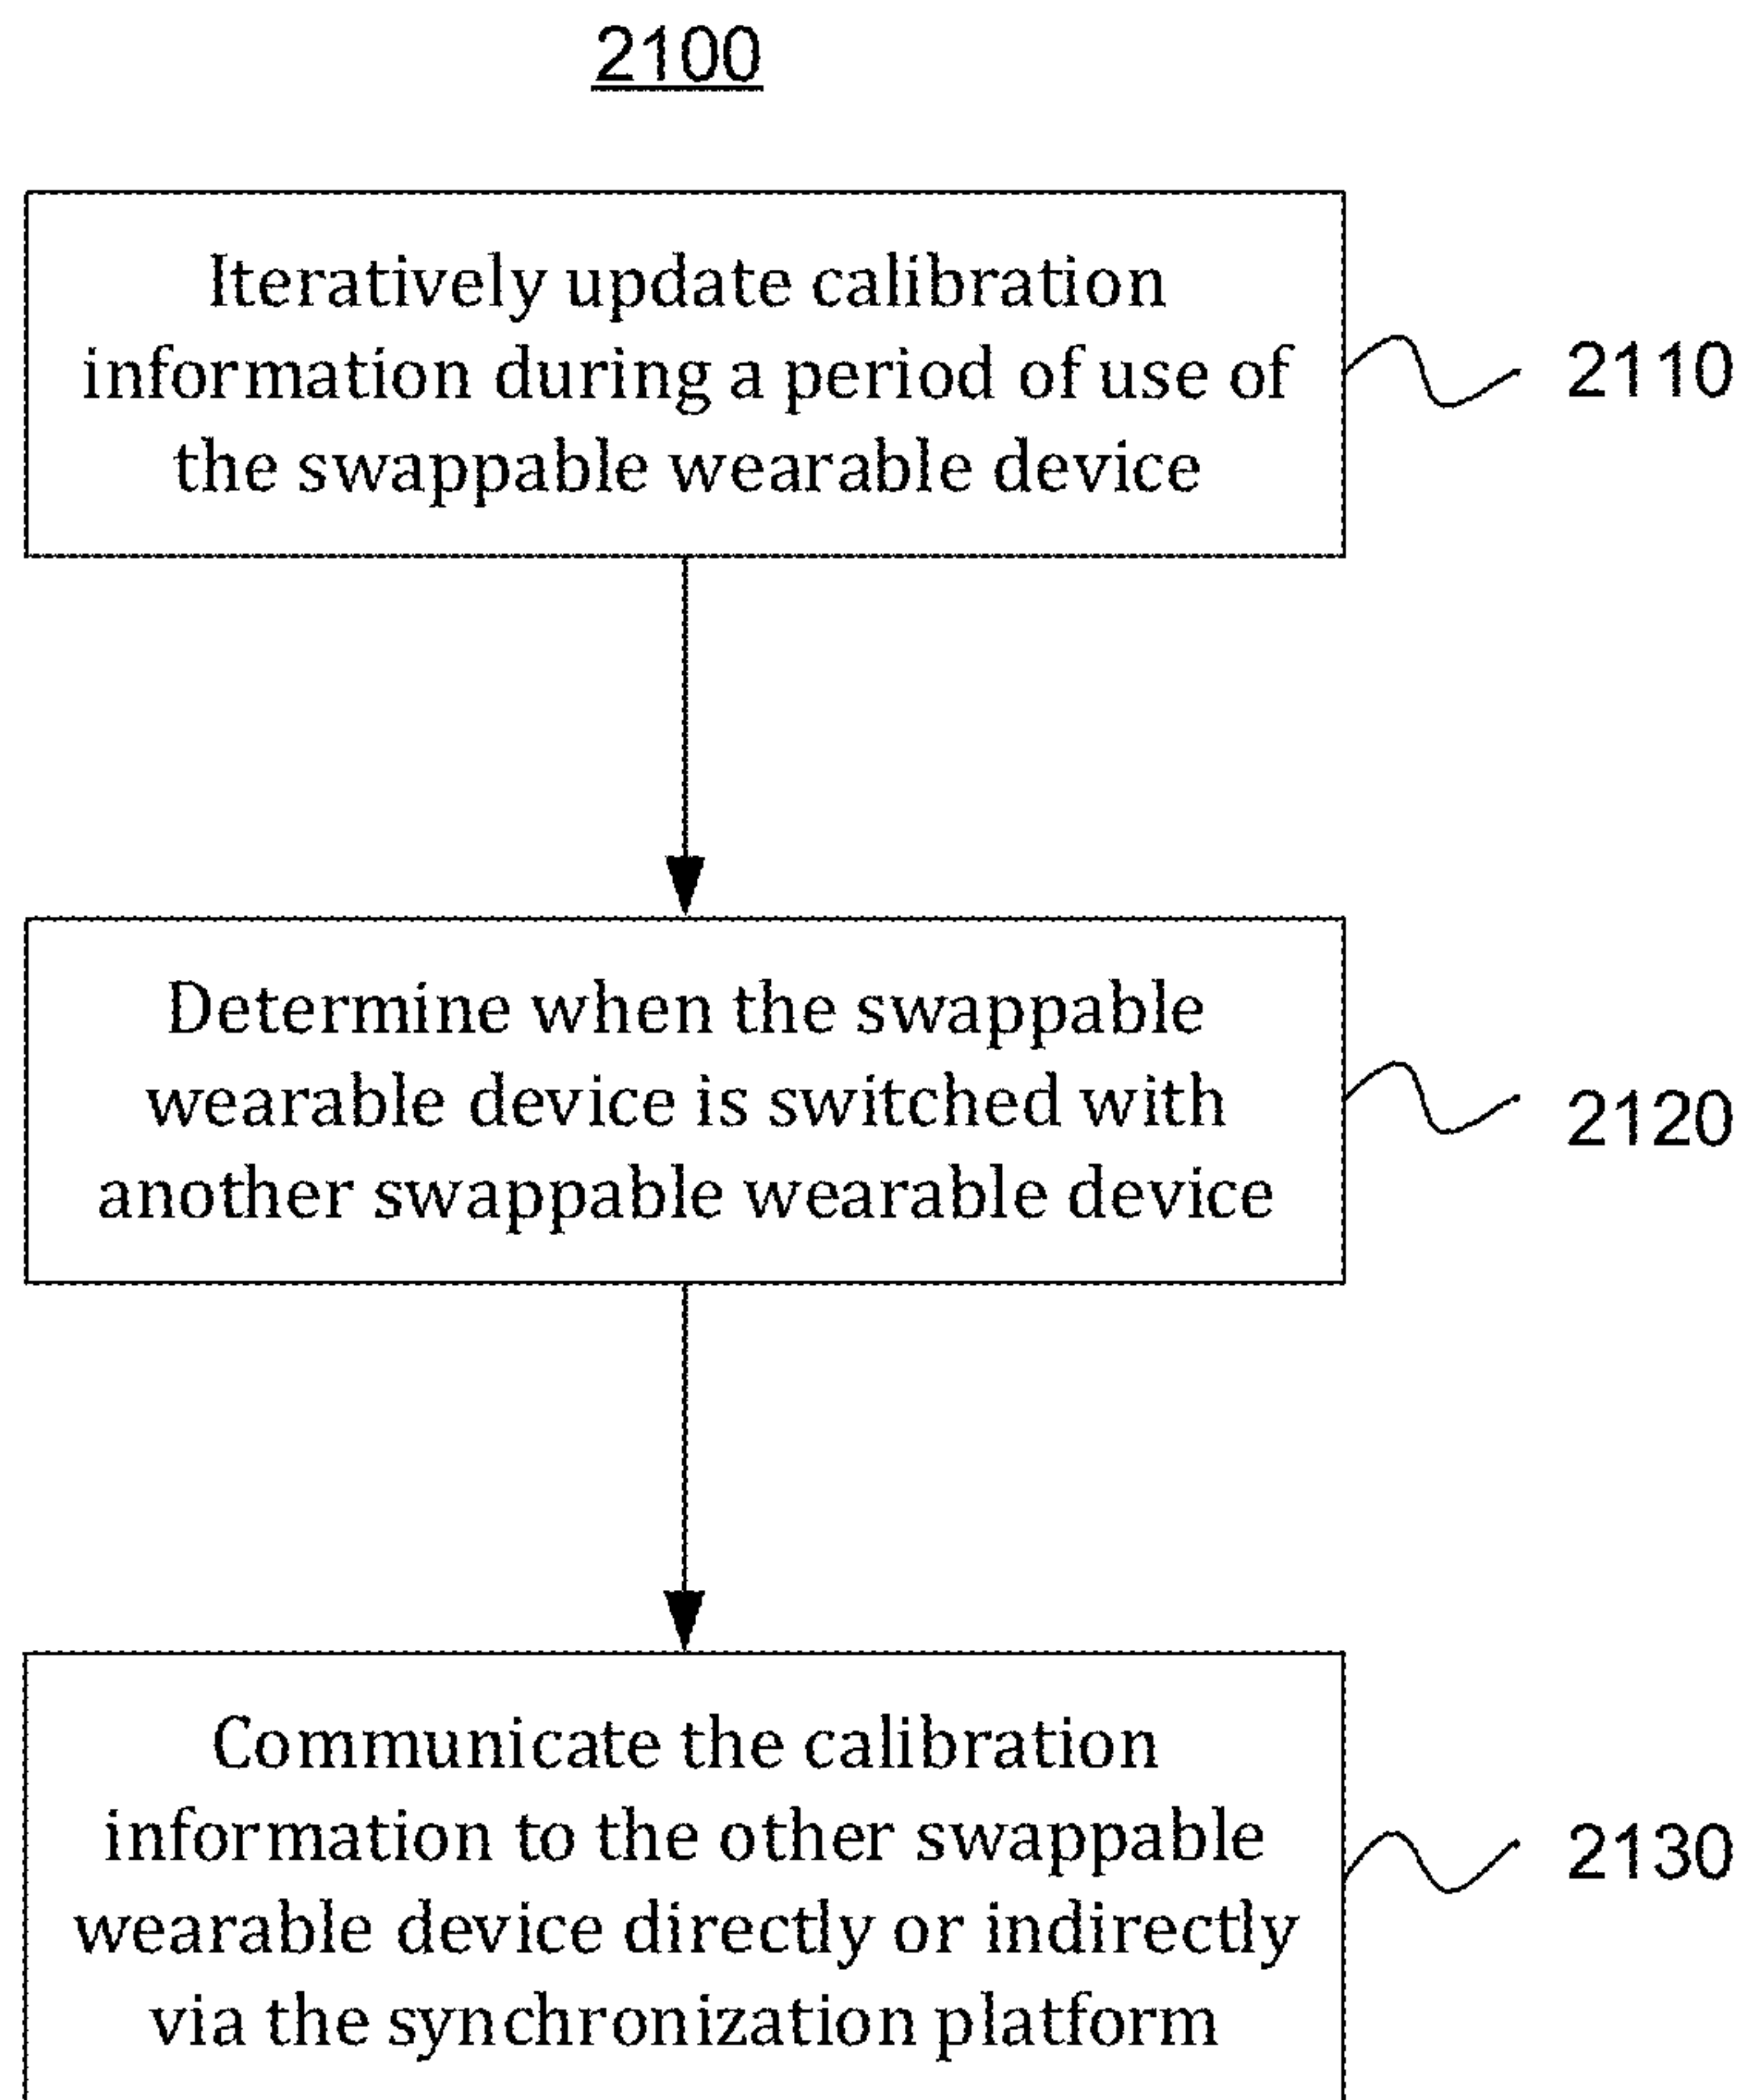 2100
Iteratively update calibration
information during a period of use of
the swappable wearable device
2110
Determine when the swappable
wearable device is switched with
another swappable wearable device
2120
Communicate the calibration
information to the other swappable
wearable device directly or indirectly
via the synchronization platform
2130